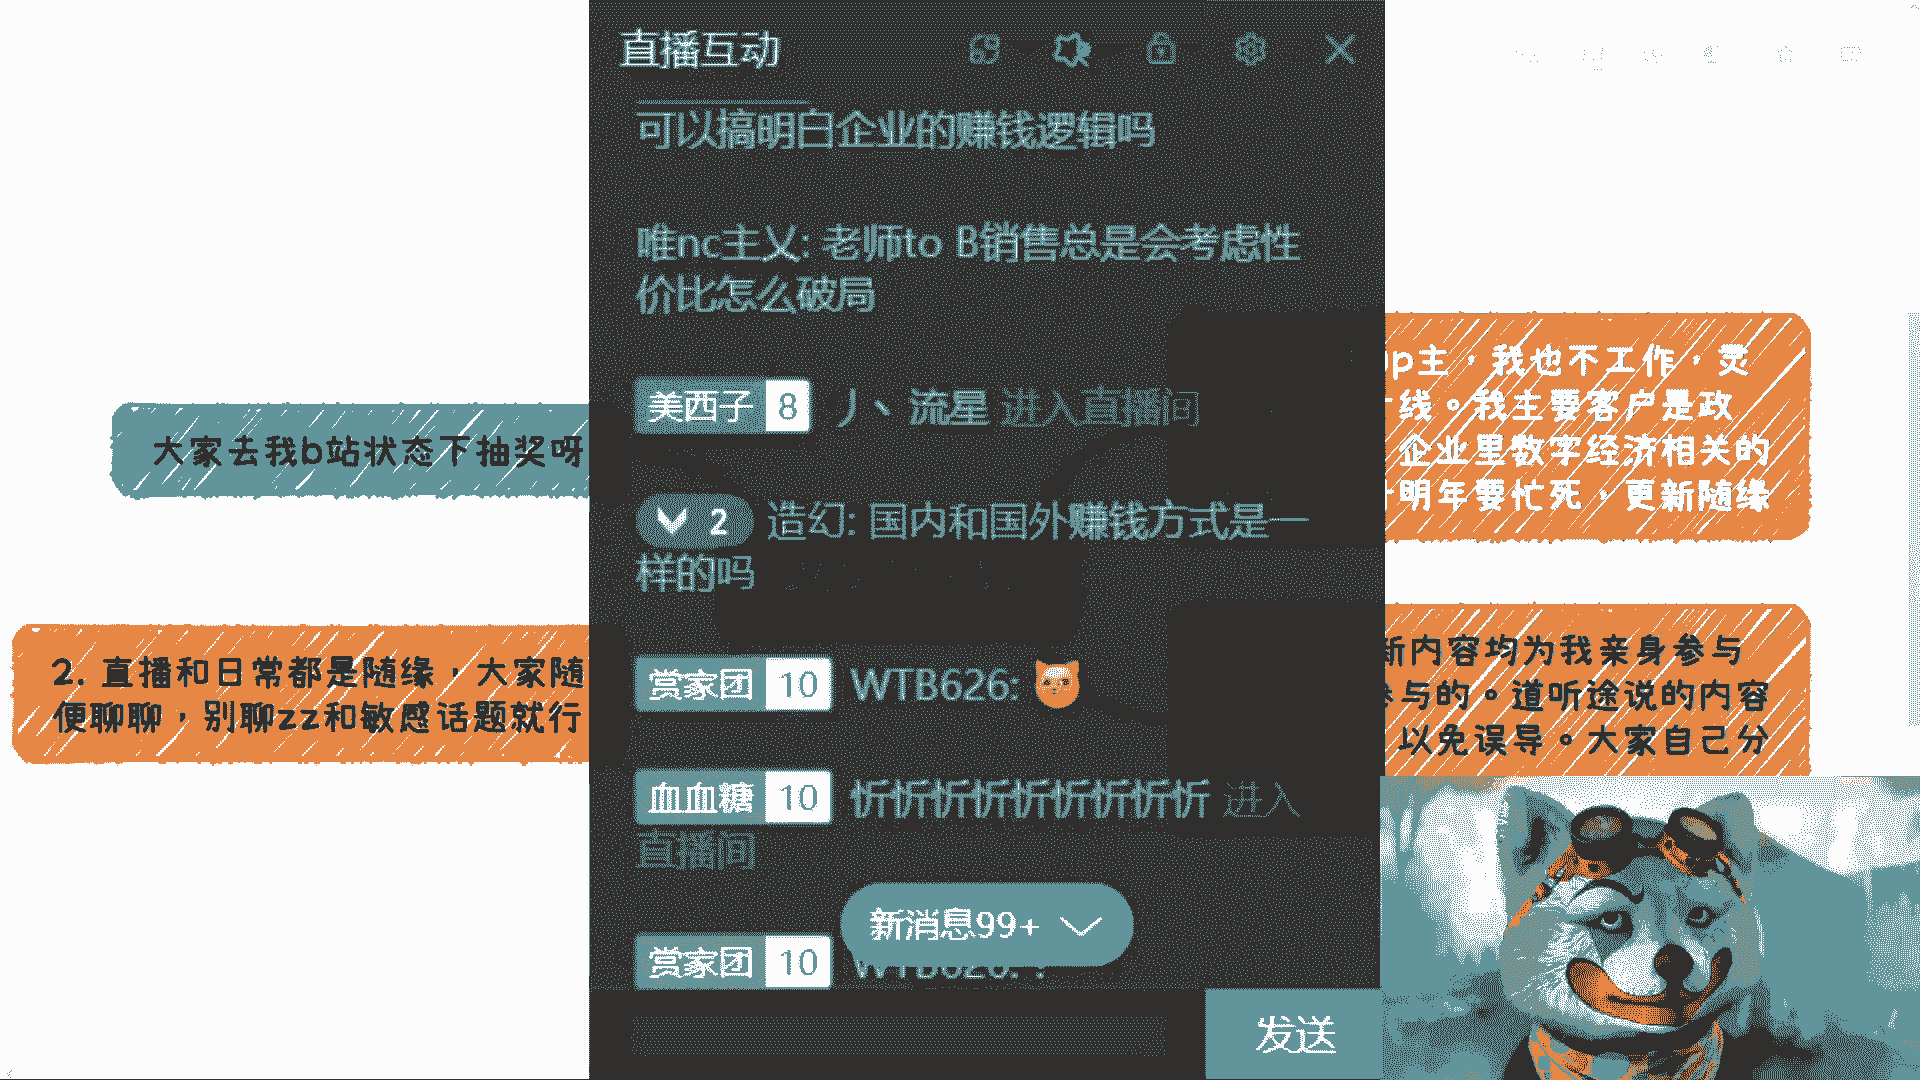 直播互动
可以搞明白企业的赚钱逻辑吗
唯nc主义: 老师to B销售总是会考虑性
价比怎么破局
美西子 8 丿丶 流星 进入直播间
2 造幻: 国内和国外赚钱方式是一
样的吗
赏家团 10 WTB626:
血血糖 10 忻忻忻忻忻忻忻忻忻 进入
直播间
新消息99+
赏家团 10 WTB626: ?
发送
大家去我b站状态下抽奖呀
2. 直播和日常都是随缘，大家随
便聊聊，别聊zz和敏感话题就行
up主，我也不工作，灵
线。我主要客户是政
企业里数字经济相关的
明年要忙死，更新随缘
新内容均为我亲身参与
参与的。道听途说的内容
以免误导。大家自己分